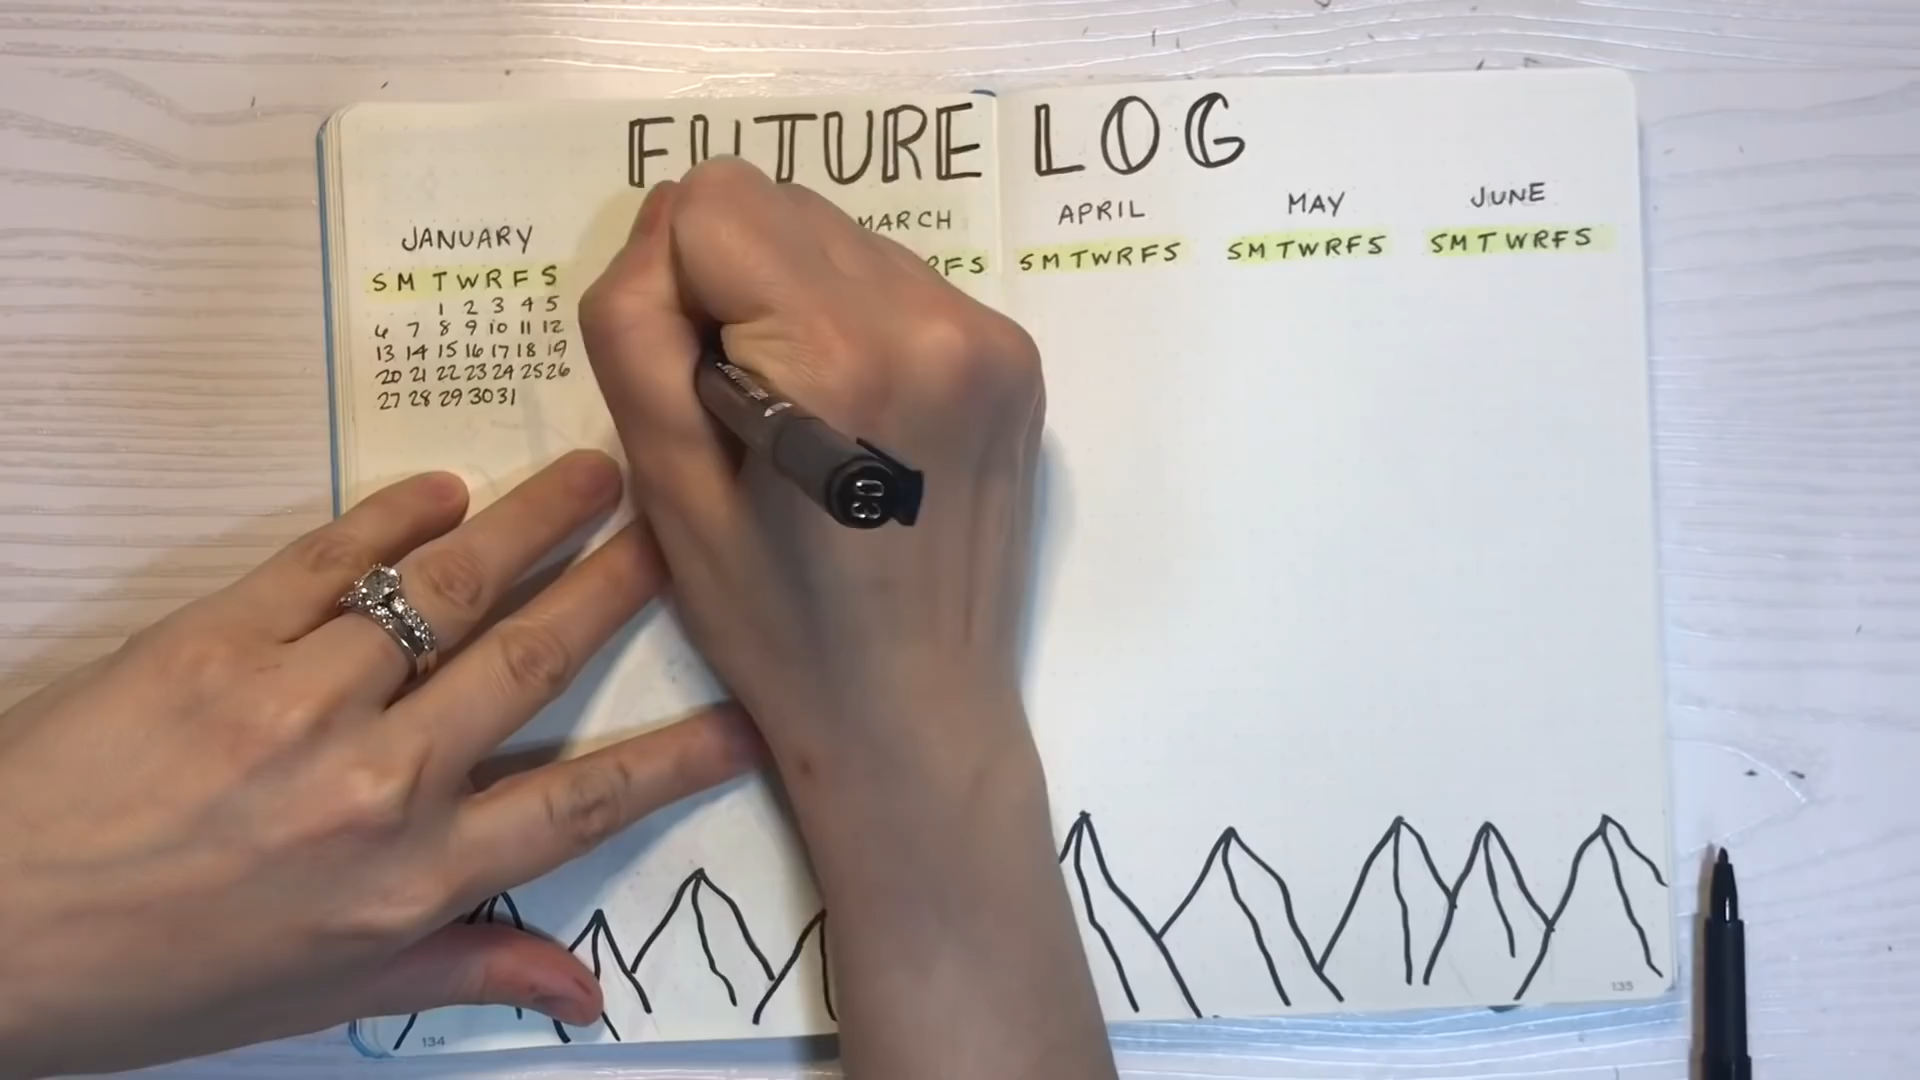 FUTURE LOG
JANUARY
S M T W R F S
1 2 3 4 5
6 7 8 9 10 11 12
13 14 15 16 17 18 19
20 21 22 23 24 25 26
27 28 29 30 31
MARCH
R F S
APRIL
S M T W R F S
MAY
S M T W R F S
JUNE
S M T W R F S
03
134
135